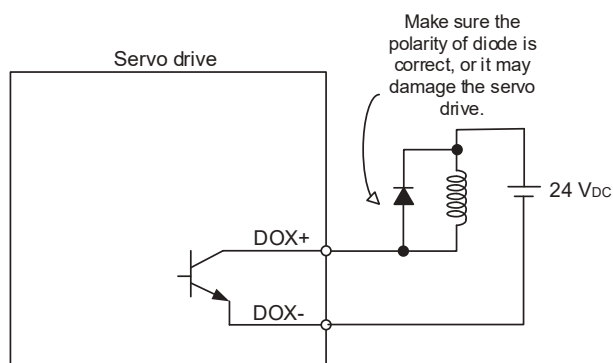 Make sure the
polarity of diode is
correct, or it may
damage the servo
drive.
Servo drive
24 VDC
DOX+
DOX-